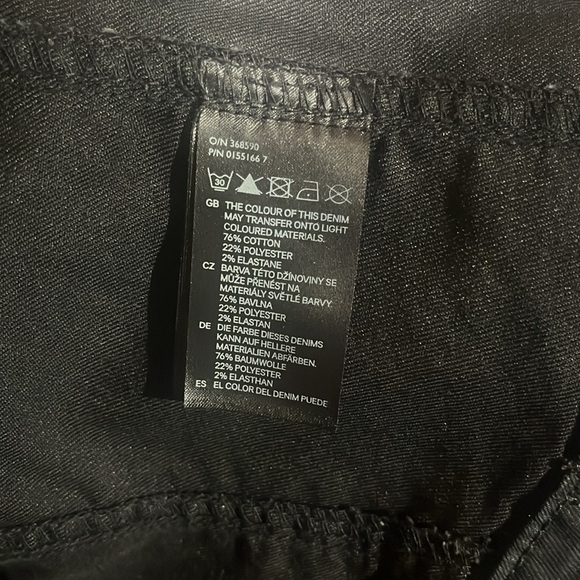 O/N 368590
P/N 0155166 7
30
GB THE COLOUR OF THIS DENIM
MAY TRANSFER ONTO LIGHT
COLOURED MATERIALS.
76% COTTON
22% POLYESTER
2% ELASTANE
CZ BARVA TÉTO DŽÍNOVINY SE
MŮŽE PŘENÉST NA
MATERIÁLY SVĚTLÉ BARVY.
76% BAVLNA
22% POLYESTER
2% ELASTAN
DE DIE FARBE DIESES DENIMS
KANN AUF HELLERE
MATERIALIEN ABFÄRBEN.
76% BAUMWOLLE
22% POLYESTER
2% ELASTHAN
ES EL COLOR DEL DENIM PUEDE